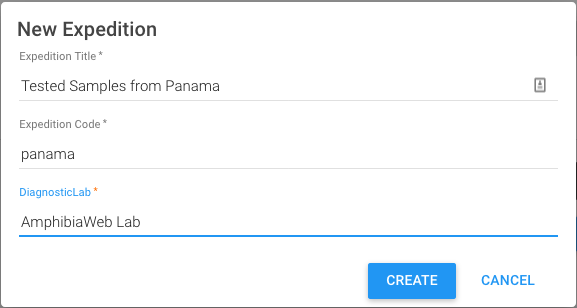 New Expedition
Expedition Title *
Tested Samples from Panama
Expedition Code *
panama
DiagnosticLab *
AmphibiaWeb Lab
CREATE CANCEL